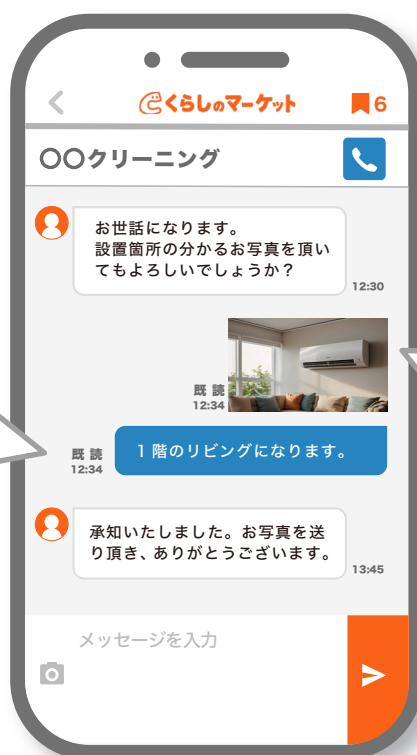 くらしのマーケット
6
〇〇クリーニング
お世話になります。
設置箇所の分かるお写真を頂い
てもよろしいでしょうか？
12:30
既読
12:34
既読
12:34
1階のリビングになります。
承知いたしました。お写真を送
り頂き、ありがとうございます。
13:45
メッセージを入力